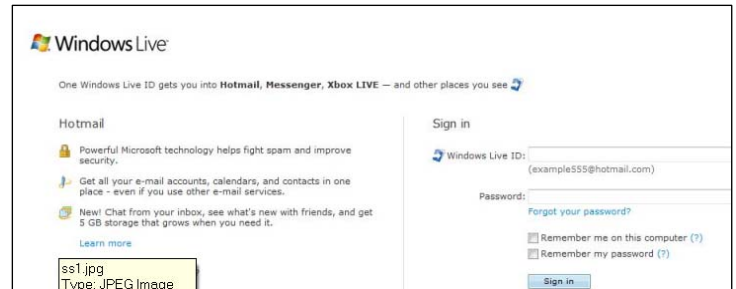 Windows Live
One Windows Live ID gets you into Hotmail, Messenger, Xbox LIVE — and other places you see
Hotmail
Powerful Microsoft technology helps fight spam and improve
security.
Get all your e-mail accounts, calendars, and contacts in one
place - even if you use other e-mail services.
New! Chat from your inbox, see what's new with friends, and get
5 GB storage that grows when you need it.
Learn more
ss1.jpg
Type: JPEG Image
Sign in
Windows Live ID:
(example555@hotmail.com)
Password:
Forgot your password?
Remember me on this computer (?)
Remember my password (?)
Sign in